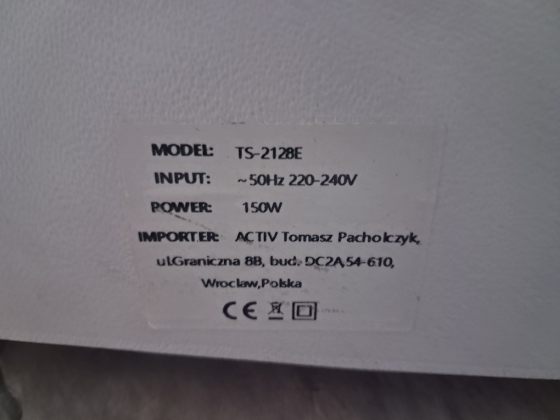 MODEL: TS-2128E
INPUT: ~50Hz 220-240V
POWER: 150W
IMPORTER: ACTIV Tomasz Pacholczyk,
ul.Graniczna 8B, bud. DC2A,54-610,
Wroclaw,Polska
CE